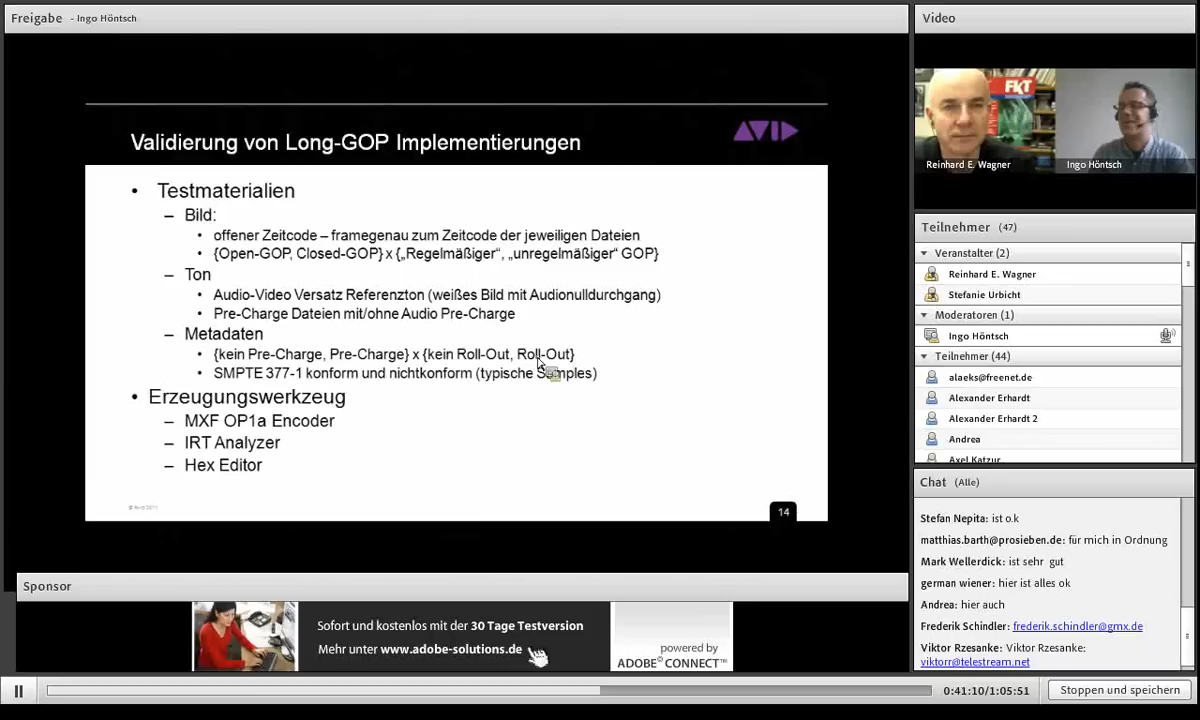 Freigabe - Ingo Höntsch
Validierung von Long-GOP Implementierungen
AVID
• Testmaterialien
– Bild:
• offener Zeitcode – framegenau zum Zeitcode der jeweiligen Dateien
• {Open-GOP, Closed-GOP} x {„Regelmäßiger“, „unregelmäßiger“ GOP}
– Ton
• Audio-Video Versatz Referenzton (weißes Bild mit Audionulldurchgang)
• Pre-Charge Dateien mit/ohne Audio Pre-Charge
– Metadaten
• {kein Pre-Charge, Pre-Charge} x {kein Roll-Out, Roll-Out}
• SMPTE 377-1 konform und nichtkonform (typische Samples)
• Erzeugungswerkzeug
– MXF OP1a Encoder
– IRT Analyzer
– Hex Editor
© Avid 2011
14
Sponsor
Sofort und kostenlos mit der 30 Tage Testversion
Mehr unter www.adobe-solutions.de
powered by
ADOBE® CONNECT™
Video
FKT
Reinhard E. Wagner
Ingo Höntsch
Teilnehmer (47)
Veranstalter (2)
Reinhard E. Wagner
Stefanie Urbicht
Moderatoren (1)
Ingo Höntsch
Teilnehmer (44)
alaeks@freenet.de
Alexander Erhardt
Alexander Erhardt 2
Andrea
Axel Katzur
Chat (Alle)
Stefan Nepita: ist o.k
matthias.barth@prosieben.de: für mich in Ordnung
Mark Wellerdick: ist sehr gut
german wiener: hier ist alles ok
Andrea: hier auch
Frederik Schindler: frederik.schindler@gmx.de
Viktor Rzesanke: Viktor Rzesanke;
viktorr@telestream.net
0:41:10/1:05:51
Stoppen und speichern